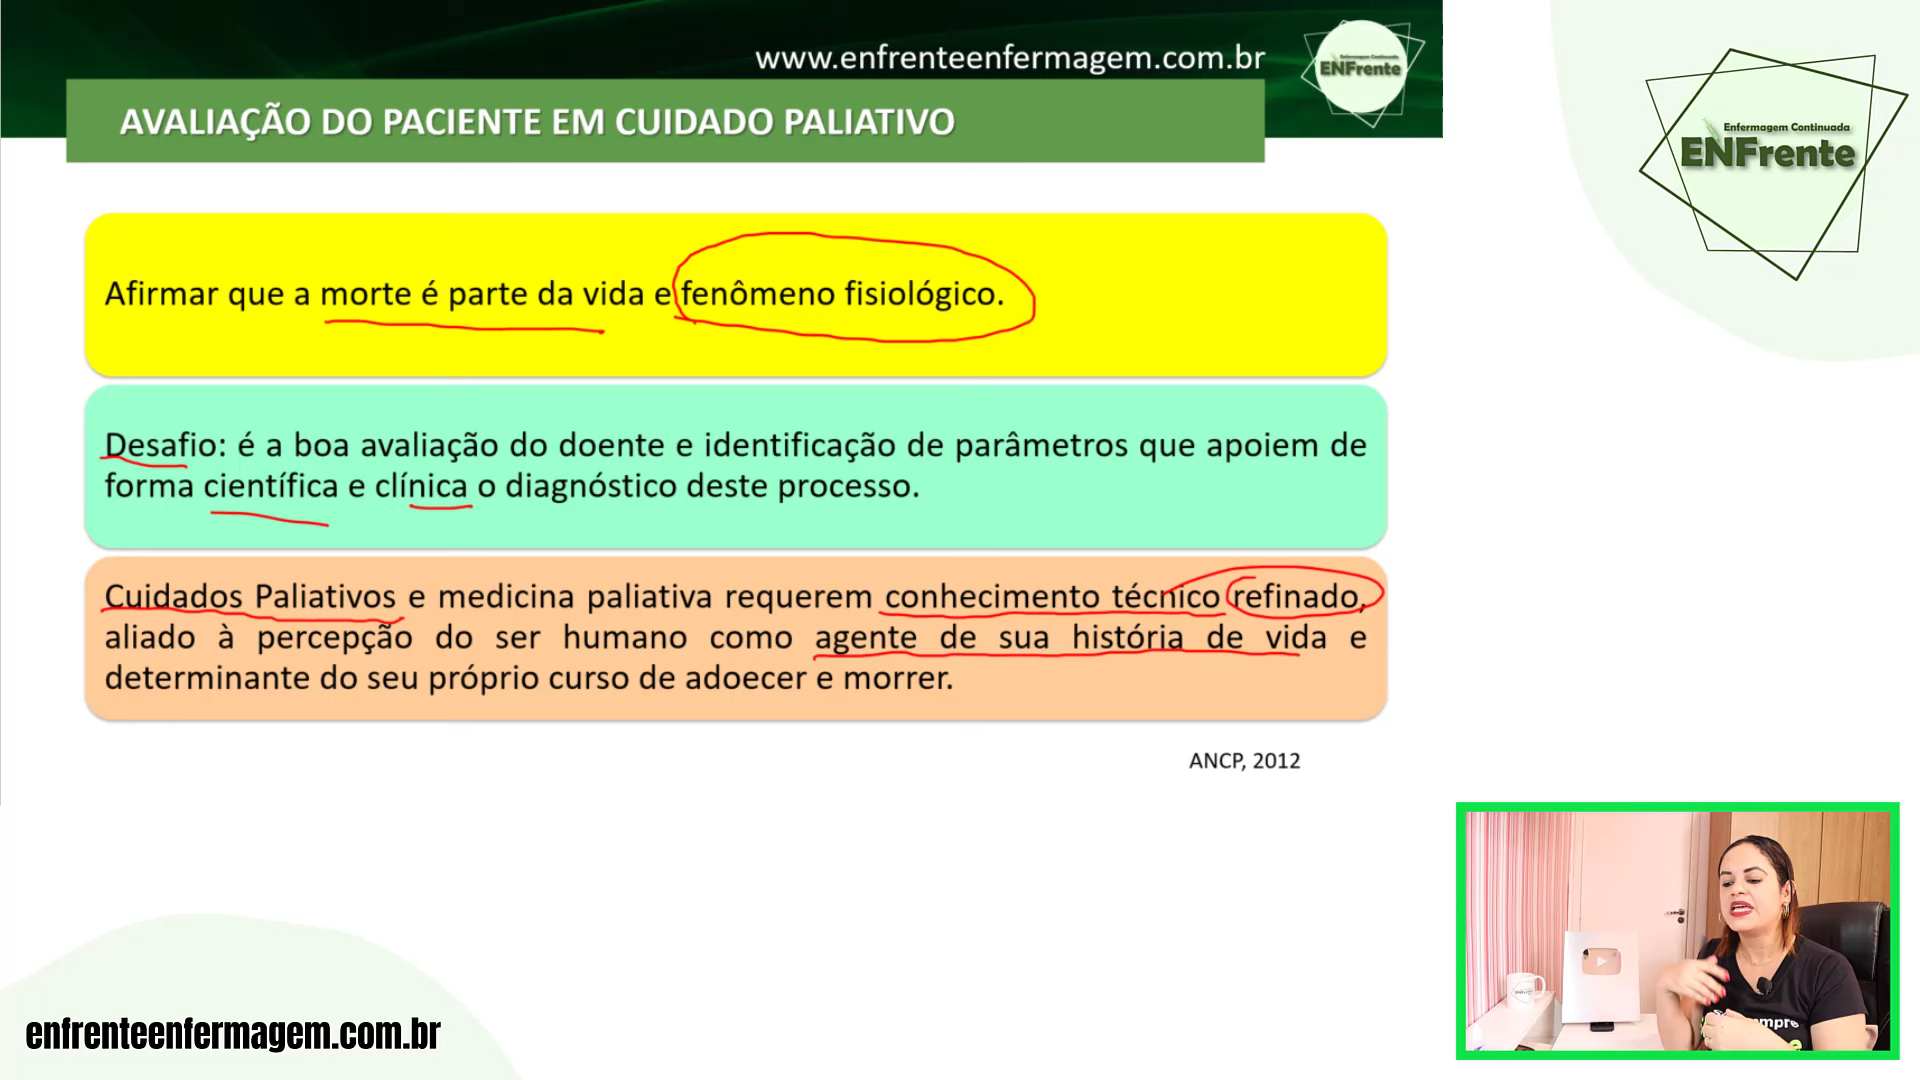 www.enfrenteenfermagem.com.br
Enfermagem Continuada
ENFrente
AVALIAÇÃO DO PACIENTE EM CUIDADO PALIATIVO
Enfermagem Continuada
ENFrente
Afirmar que a morte é parte da vida e fenômeno fisiológico.
Desafio: é a boa avaliação do doente e identificação de parâmetros que apoiem de
forma científica e clínica o diagnóstico deste processo.
Cuidados Paliativos e medicina paliativa requerem conhecimento técnico refinado,
aliado à percepção do ser humano como agente de sua história de vida e
determinante do seu próprio curso de adoecer e morrer.
ANCP, 2012
enfrenteenfermagem.com.br